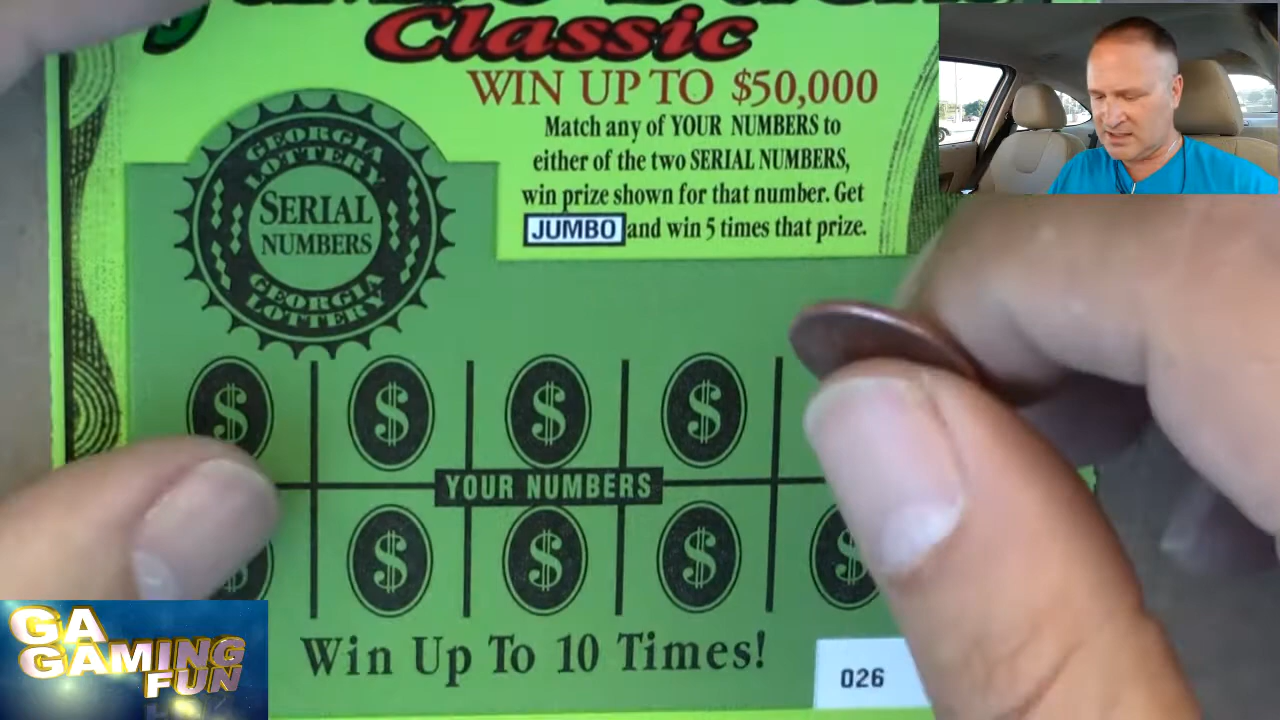 Classic
WIN UP TO $50,000
Match any of YOUR NUMBERS to
either of the two SERIAL NUMBERS,
win prize shown for that number. Get
JUMBO and win 5 times that prize.
GEORGIA
LOTTERY
SERIAL
NUMBERS
GEORGIA
LOTTERY
$ $ $ $
YOUR NUMBERS
$ $ $ $ $
Win Up To 10 Times!
026
GA
GAMING
FUN